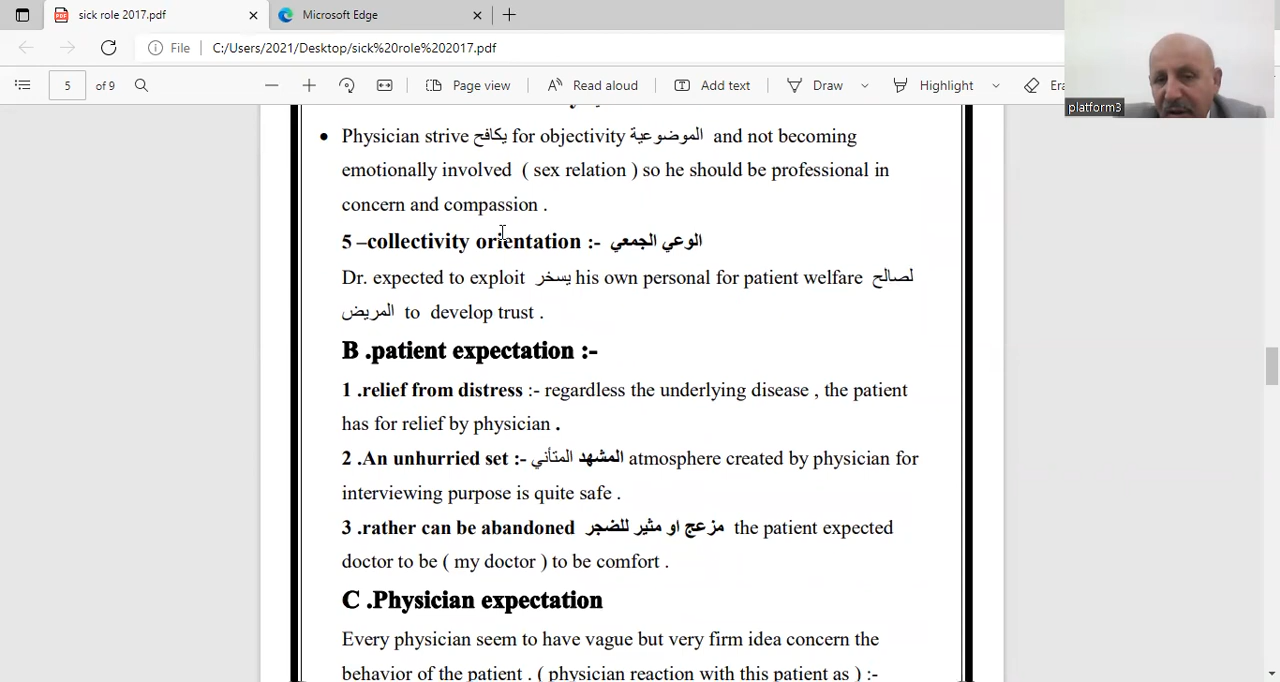 sick role 2017.pdf
Microsoft Edge
File
C:/Users/2021/Desktop/sick%20role%202017.pdf
5 of 9
Page view
Read aloud
Add text
Draw
Highlight
Era
platform3
• Physician strive يكافح for objectivity الموضوعية and not becoming
emotionally involved ( sex relation ) so he should be professional in
concern and compassion .
5 –collectivity orientation :- الوعي الجمعي
Dr. expected to exploit يسخر his own personal for patient welfare لصالح
المريض to develop trust .
B .patient expectation :-
1 .relief from distress :- regardless the underlying disease , the patient
has for relief by physician .
2 .An unhurried set :- المشهد المتأني atmosphere created by physician for
interviewing purpose is quite safe .
3 .rather can be abandoned مزعج او مثير للضجر the patient expected
doctor to be ( my doctor ) to be comfort .
C .Physician expectation
Every physician seem to have vague but very firm idea concern the
behavior of the patient . ( physician reaction with this patient as ) :-